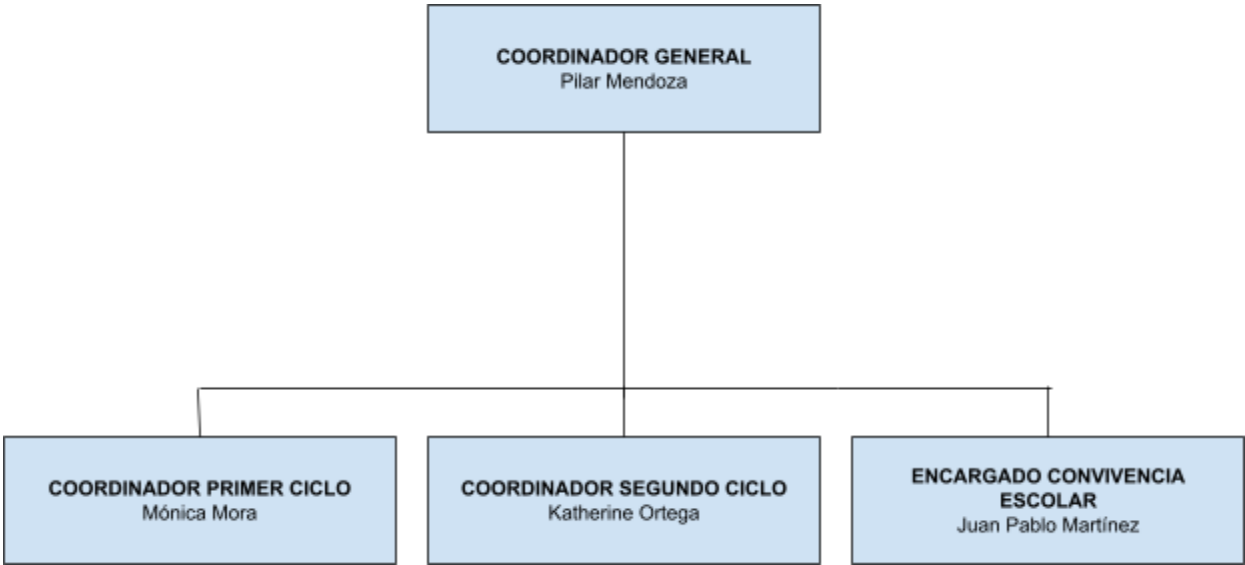 COORDINADOR GENERAL
Pilar Mendoza
COORDINADOR PRIMER CICLO
Mónica Mora
COORDINADOR SEGUNDO CICLO
Katherine Ortega
ENCARGADO CONVIVENCIA
ESCOLAR
Juan Pablo Martínez